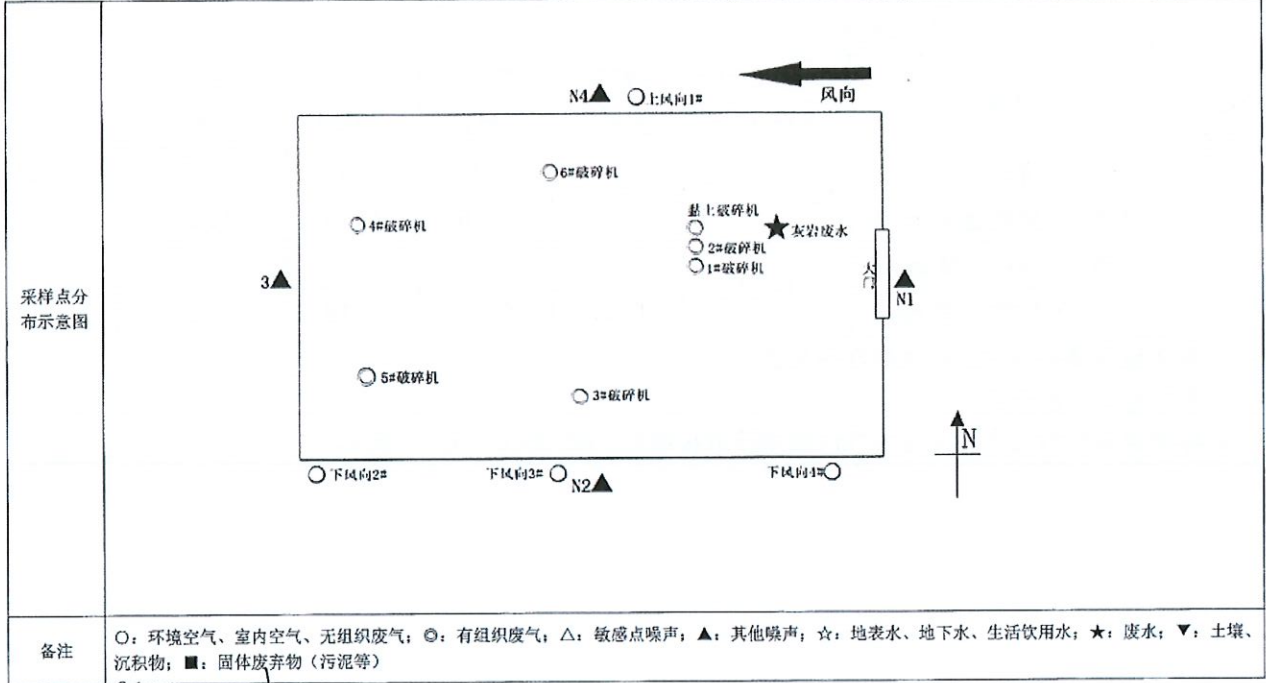 风向
N4▲ ○上风向1#
◎6#破碎机
◎4#破碎机
黏土破碎机
★灰岩废水
◎2#破碎机
◎1#破碎机
大门
3▲
▲
N1
采样点分
布示意图
◎5#破碎机
◎3#破碎机
N
○下风向2#
下风向3#○
N2▲
下风向4#○
备注
○：环境空气、室内空气、无组织废气；◎：有组织废气；△：敏感点噪声；▲：其他噪声；☆：地表水、地下水、生活饮用水；★：废水；▼：土壤、
沉积物；■：固体废弃物（污泥等）